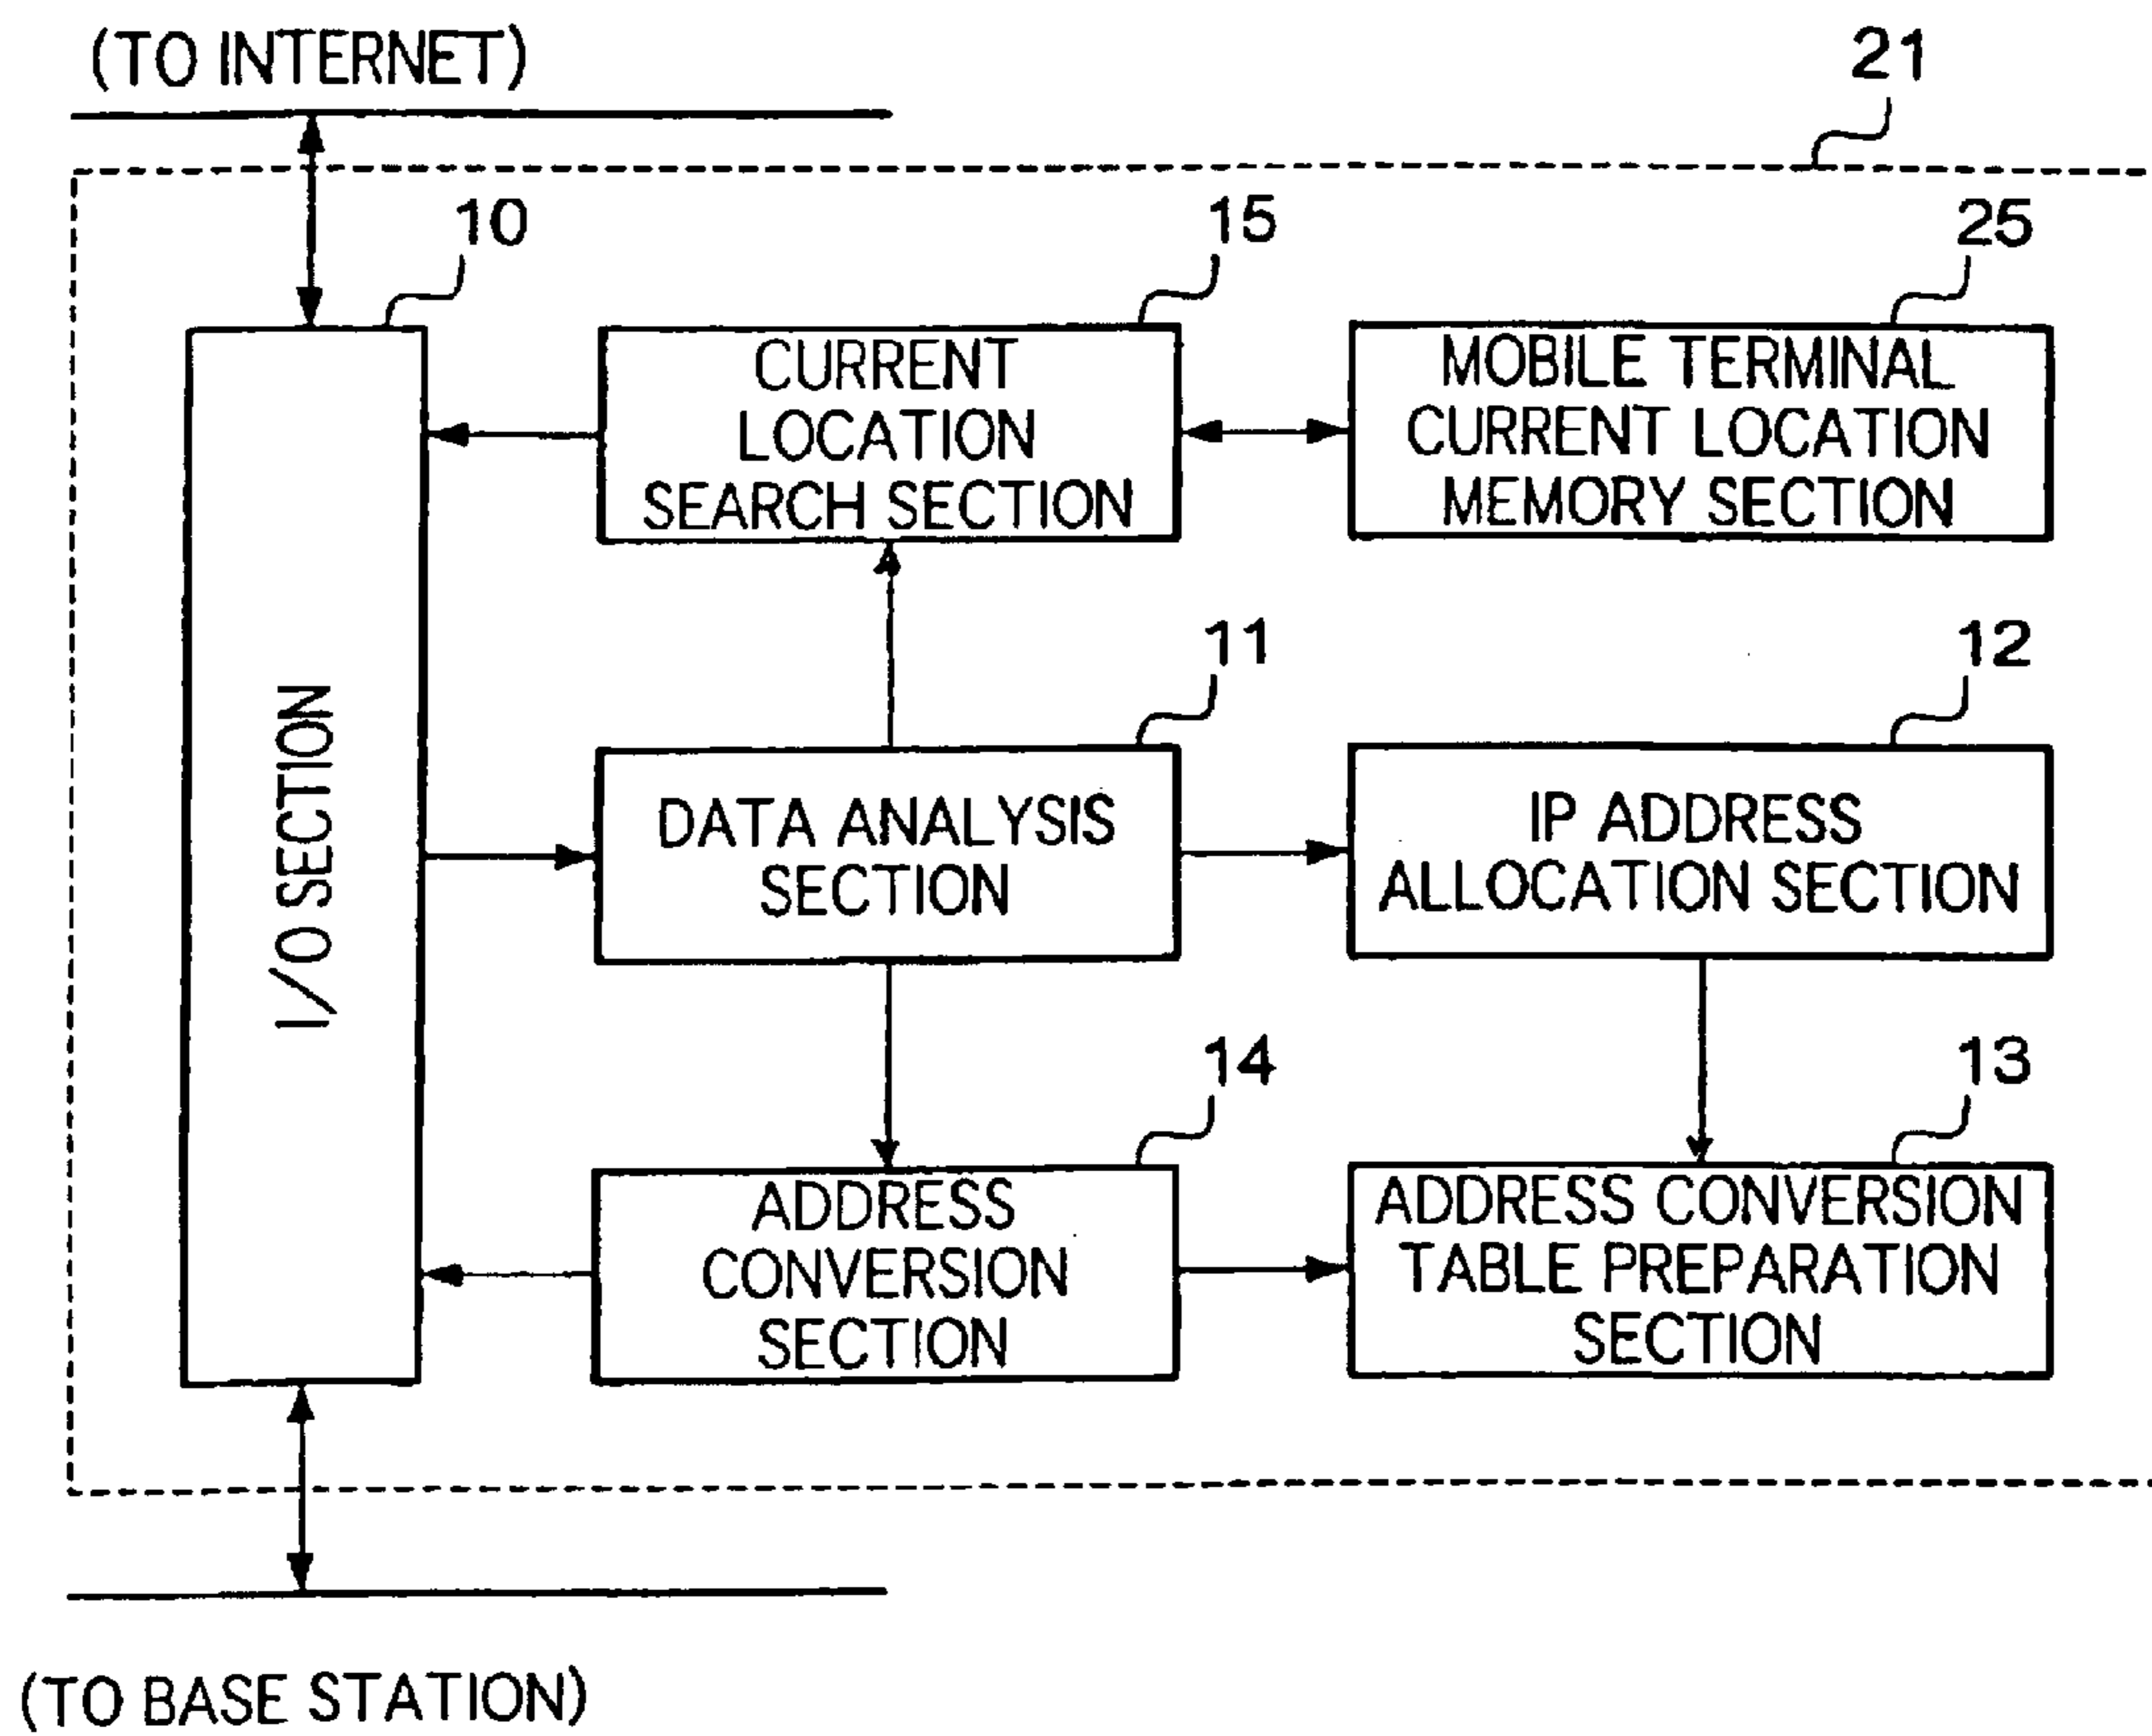 (TO INTERNET)
21
10
15
25
CURRENT
LOCATION
SEARCH SECTION
MOBILE TERMINAL
CURRENT LOCATION
MEMORY SECTION
I/O SECTION
11
12
DATA ANALYSIS
SECTION
IP ADDRESS
ALLOCATION SECTION
14
13
ADDRESS
CONVERSION
SECTION
ADDRESS CONVERSION
TABLE PREPARATION
SECTION
(TO BASE STATION)